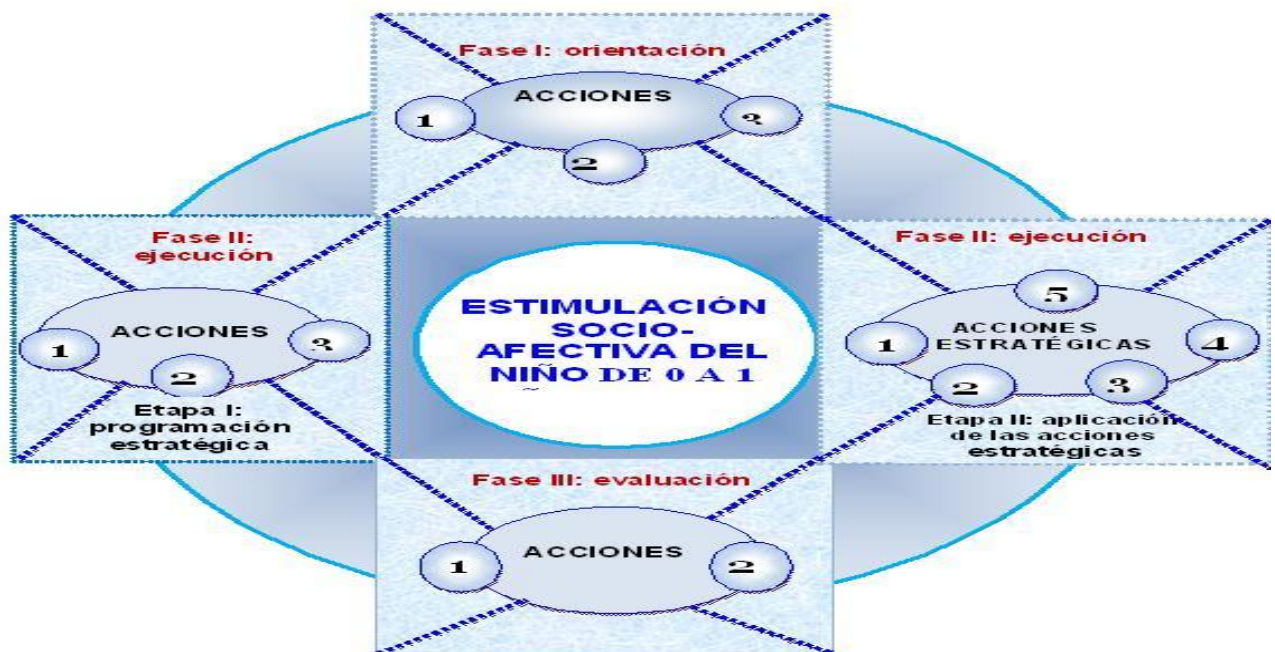 Fase I: orientación
ACCIONES
1
2
3
Fase II:
ejecución
ACCIONES
1
2
3
Etapa I:
programación
estratégica
ESTIMULACIÓN
SOCIO-
AFECTIVA DEL
NIÑO DE 0 A 1
Fase II: ejecución
5
ACCIONES
ESTRATÉGICAS
1
4
2
3
Etapa II: aplicación
de las acciones
estratégicas
Fase III: evaluación
ACCIONES
1
2